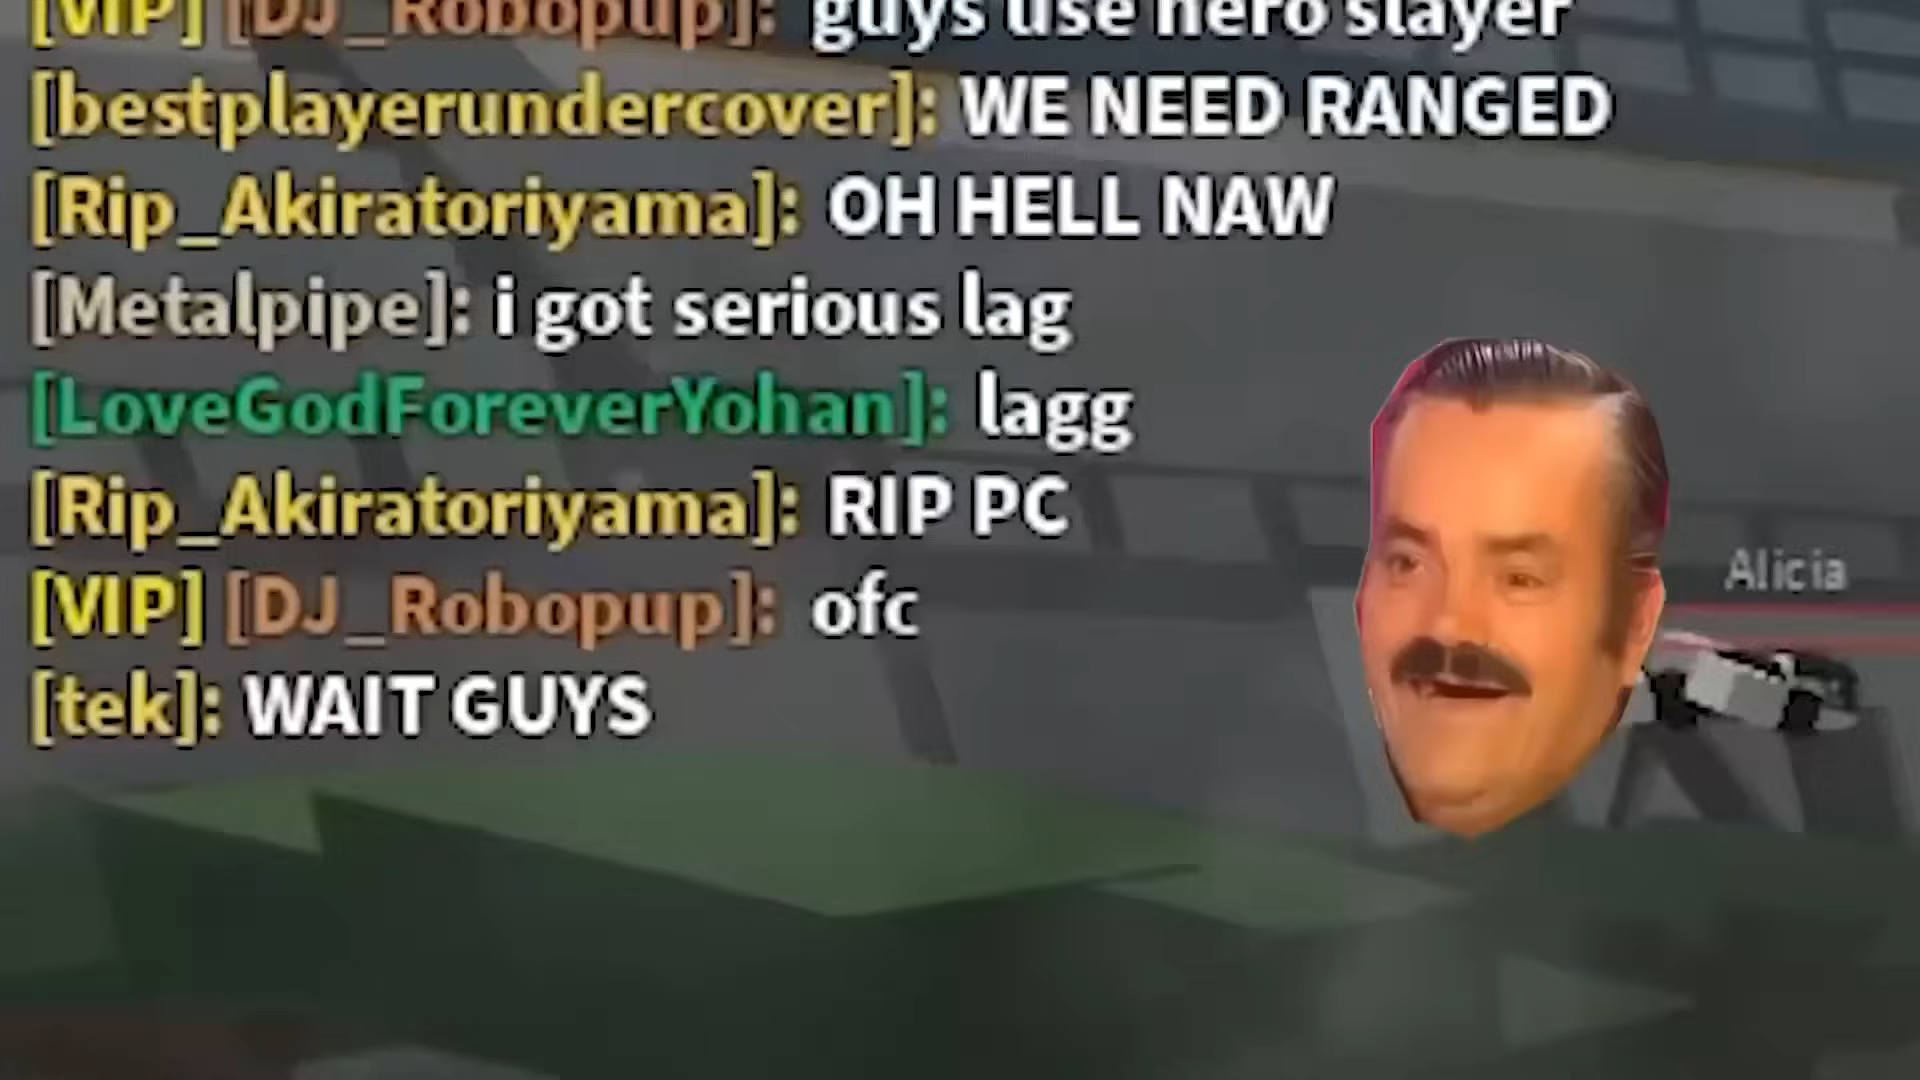 [VIP] [DJ_Robopup]: guys use hero slayer
[bestplayerundercover]: WE NEED RANGED
[Rip_Akiratoriyama]: OH HELL NAW
[Metalpipe]: i got serious lag
[LoveGodForeverYohan]: lagg
[Rip_Akiratoriyama]: RIP PC
[VIP] [DJ_Robopup]: ofc
[tek]: WAIT GUYS
Alicia